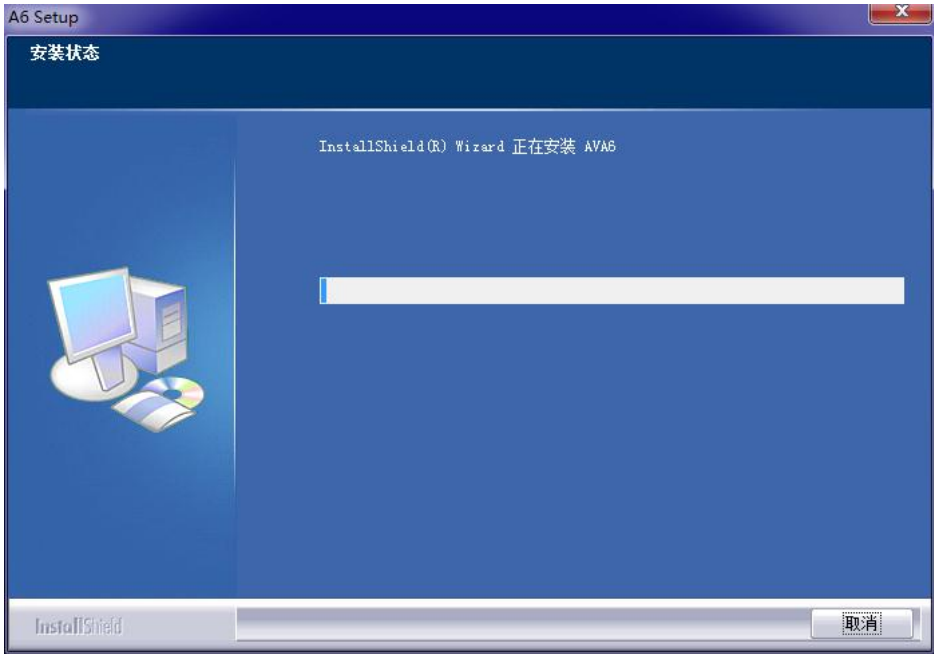 A6 Setup
安装状态
InstallShield(R) Wizard 正在安装 AVA6
InstallShield
取消